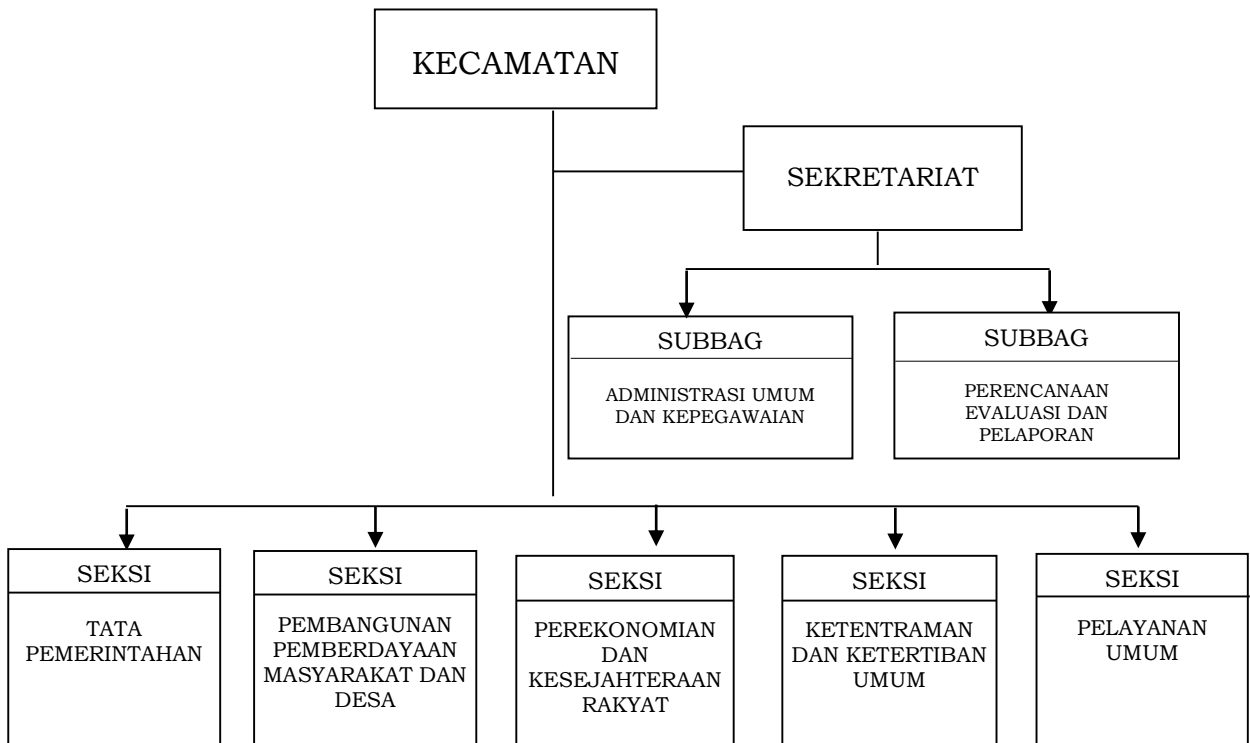 KECAMATAN
SEKRETARIAT
SUBBAG
ADMINISTRASI UMUM
DAN KEPEGAWAIAN
SUBBAG
PERENCANAAN
EVALUASI DAN
PELAPORAN
SEKSI
TATA
PEMERINTAHAN
SEKSI
PEMBANGUNAN
PEMBERDAYAAN
MASYARAKAT DAN
DESA
SEKSI
PEREKONOMIAN
DAN
KESEJAHTERAAN
RAKYAT
SEKSI
KETENTRAMAN
DAN KETERTIBAN
UMUM
SEKSI
PELAYANAN
UMUM